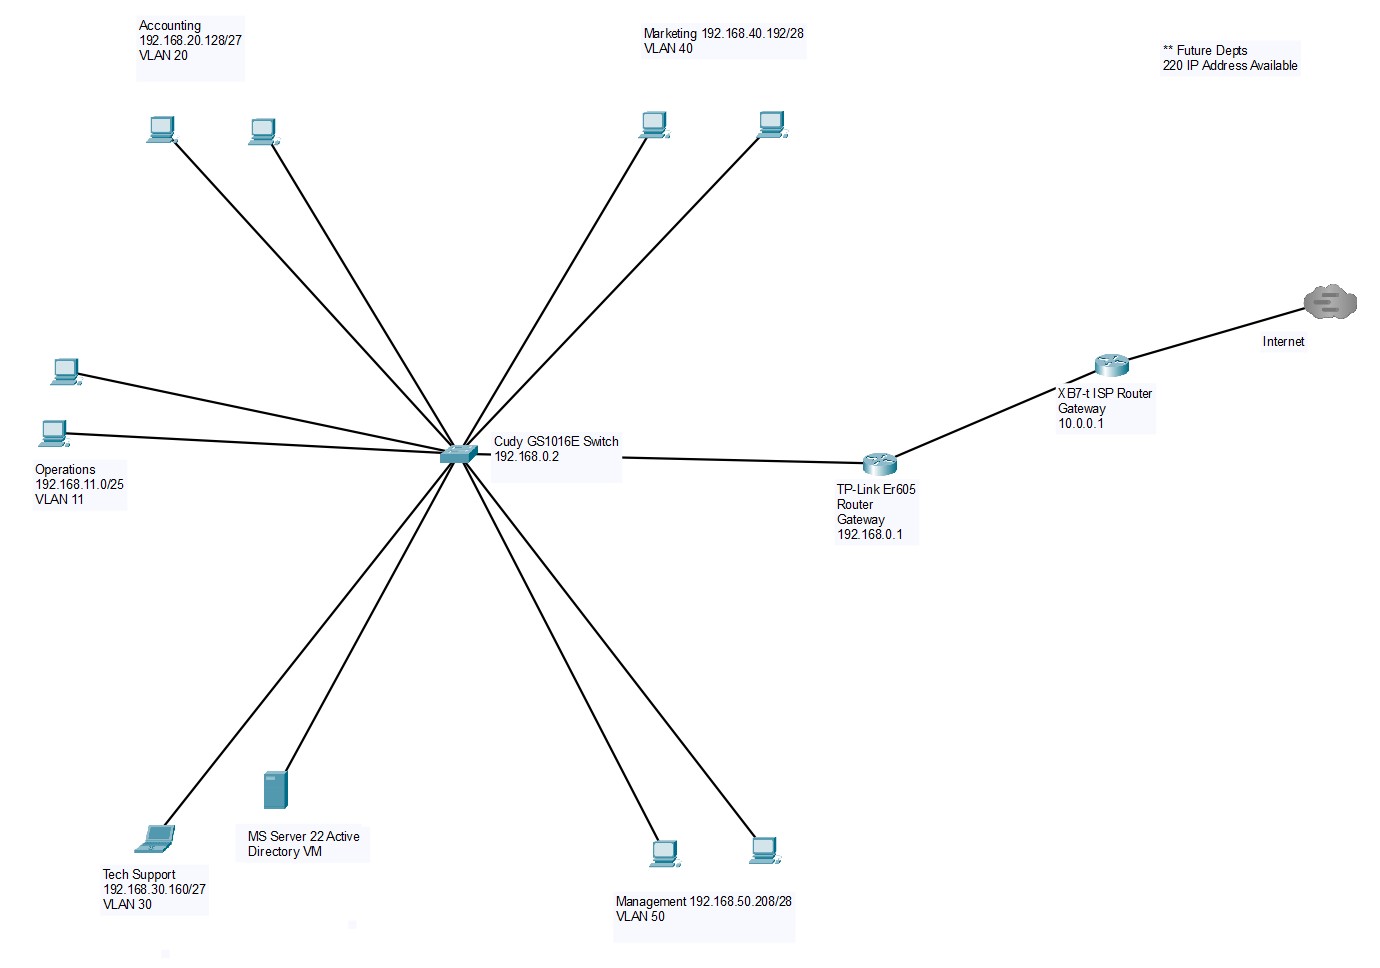 Accounting
192.168.20.128/27
VLAN 20
Marketing 192.168.40.192/28
VLAN 40
** Future Depts
220 IP Address Available
Internet
XB7-t ISP Router
Gateway
10.0.0.1
Cudy GS1016E Switch
192.168.0.2
TP-Link Er605
Router
Gateway
192.168.0.1
Operations
192.168.11.0/25
VLAN 11
MS Server 22 Active
Directory VM
Tech Support
192.168.30.160/27
VLAN 30
Management 192.168.50.208/28
VLAN 50